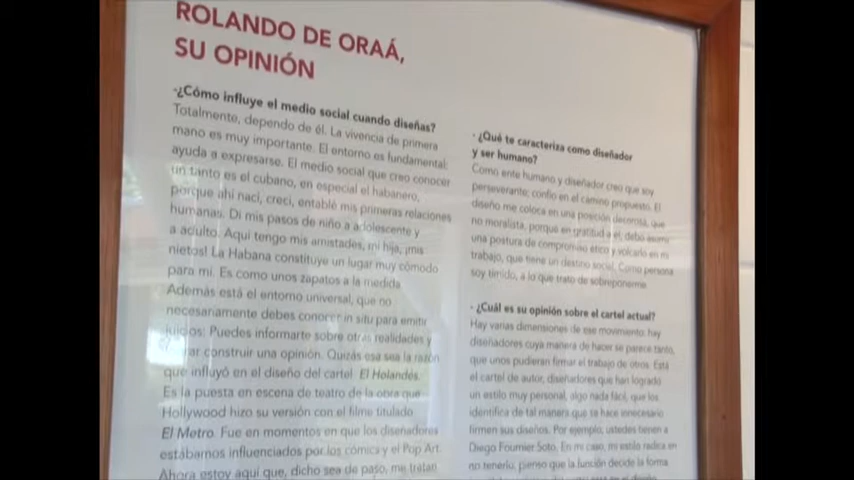 ROLANDO DE ORAÁ,
SU OPINIÓN
-¿Cómo influye el medio social cuando diseñas?
Totalmente, dependo de él. La vivencia de primera
mano es muy importante. El entorno es fundamental:
ayuda a expresarse. El medio social que creo conocer
un tanto es el cubano, en especial el habanero,
porque ahí nací, crecí, entablé mis primeras relaciones
humanas. Di mis pasos de niño a adolescente y
a adulto. Aquí tengo mis amistades, mi hija, ¡mis
nietos! La Habana constituye un lugar muy cómodo
para mí. Es como unos zapatos a la medida
Además está el entorno universal, que no
necesariamente debes conocer in situ para emitir
juicios: Puedes informarte sobre otras realidades y
construir una opinión. Quizás esa sea la razón
que influyó en el diseño del cartel El Holandés.
Es la puesta en escena de teatro de la obra que
Hollywood hizo su versión con el filme titulado
El Metro. Fue en momentos en que los diseñadores
estábamos influenciados por los cómics y el Pop Art.
Ahora estoy aquí que, dicho sea de paso, me tratan
- ¿Qué te caracteriza como diseñador
y ser humano?
Como ente humano y diseñador creo que soy
perseverante; confío en el camino propuesto. El
diseño me coloca en una posición decorosa, que
no moralista, porque en gratitud a él, debo asumir
una postura de compromiso ético y volcarlo en mi
trabajo, que tiene un destino social. Como persona
soy tímido, a lo que trato de sobreponerme.
- ¿Cuál es su opinión sobre el cartel actual?
Hay varias dimensiones de ese movimiento: hay
diseñadores cuya manera de hacer se parece tanto,
que unos pudieran firmar el trabajo de otros. Está
el cartel de autor, diseñadores que han logrado
un estilo muy personal, algo nada fácil, que los
identifica de tal manera que se hace innecesario
firmen sus diseños. Por ejemplo, ustedes tienen a
Diego Fournier Soto. En mi caso, mi estilo radica en
no tenerlo, pienso que la función decide la forma